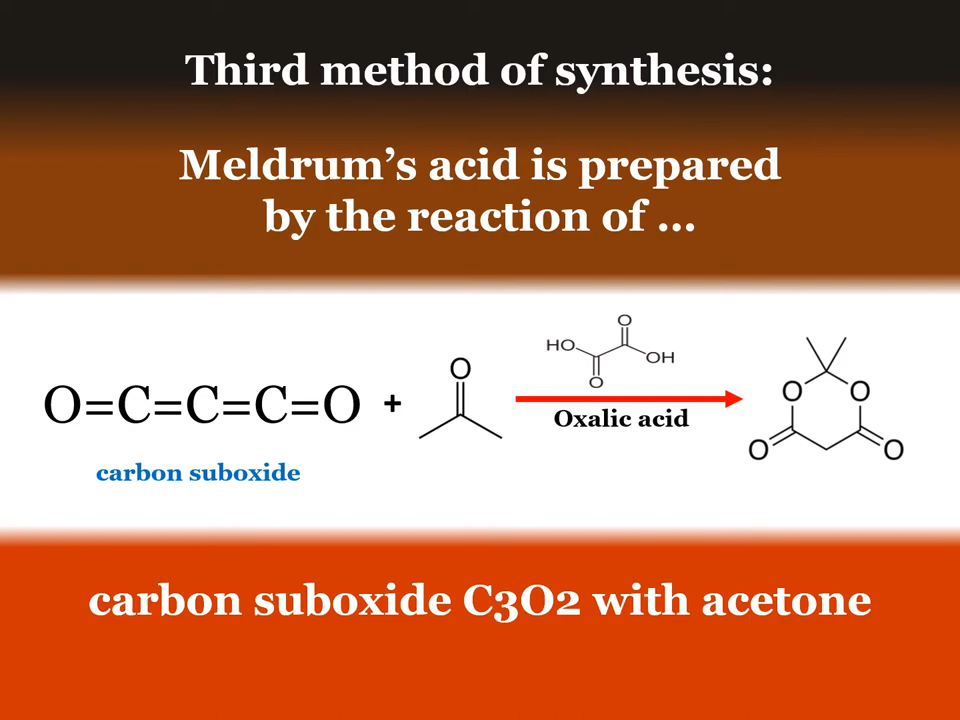 Third method of synthesis:
Meldrum’s acid is prepared
by the reaction of ...
O=C=C=C=O + O
HO O OH O
Oxalic acid
O O O O
carbon suboxide
carbon suboxide C3O2 with acetone